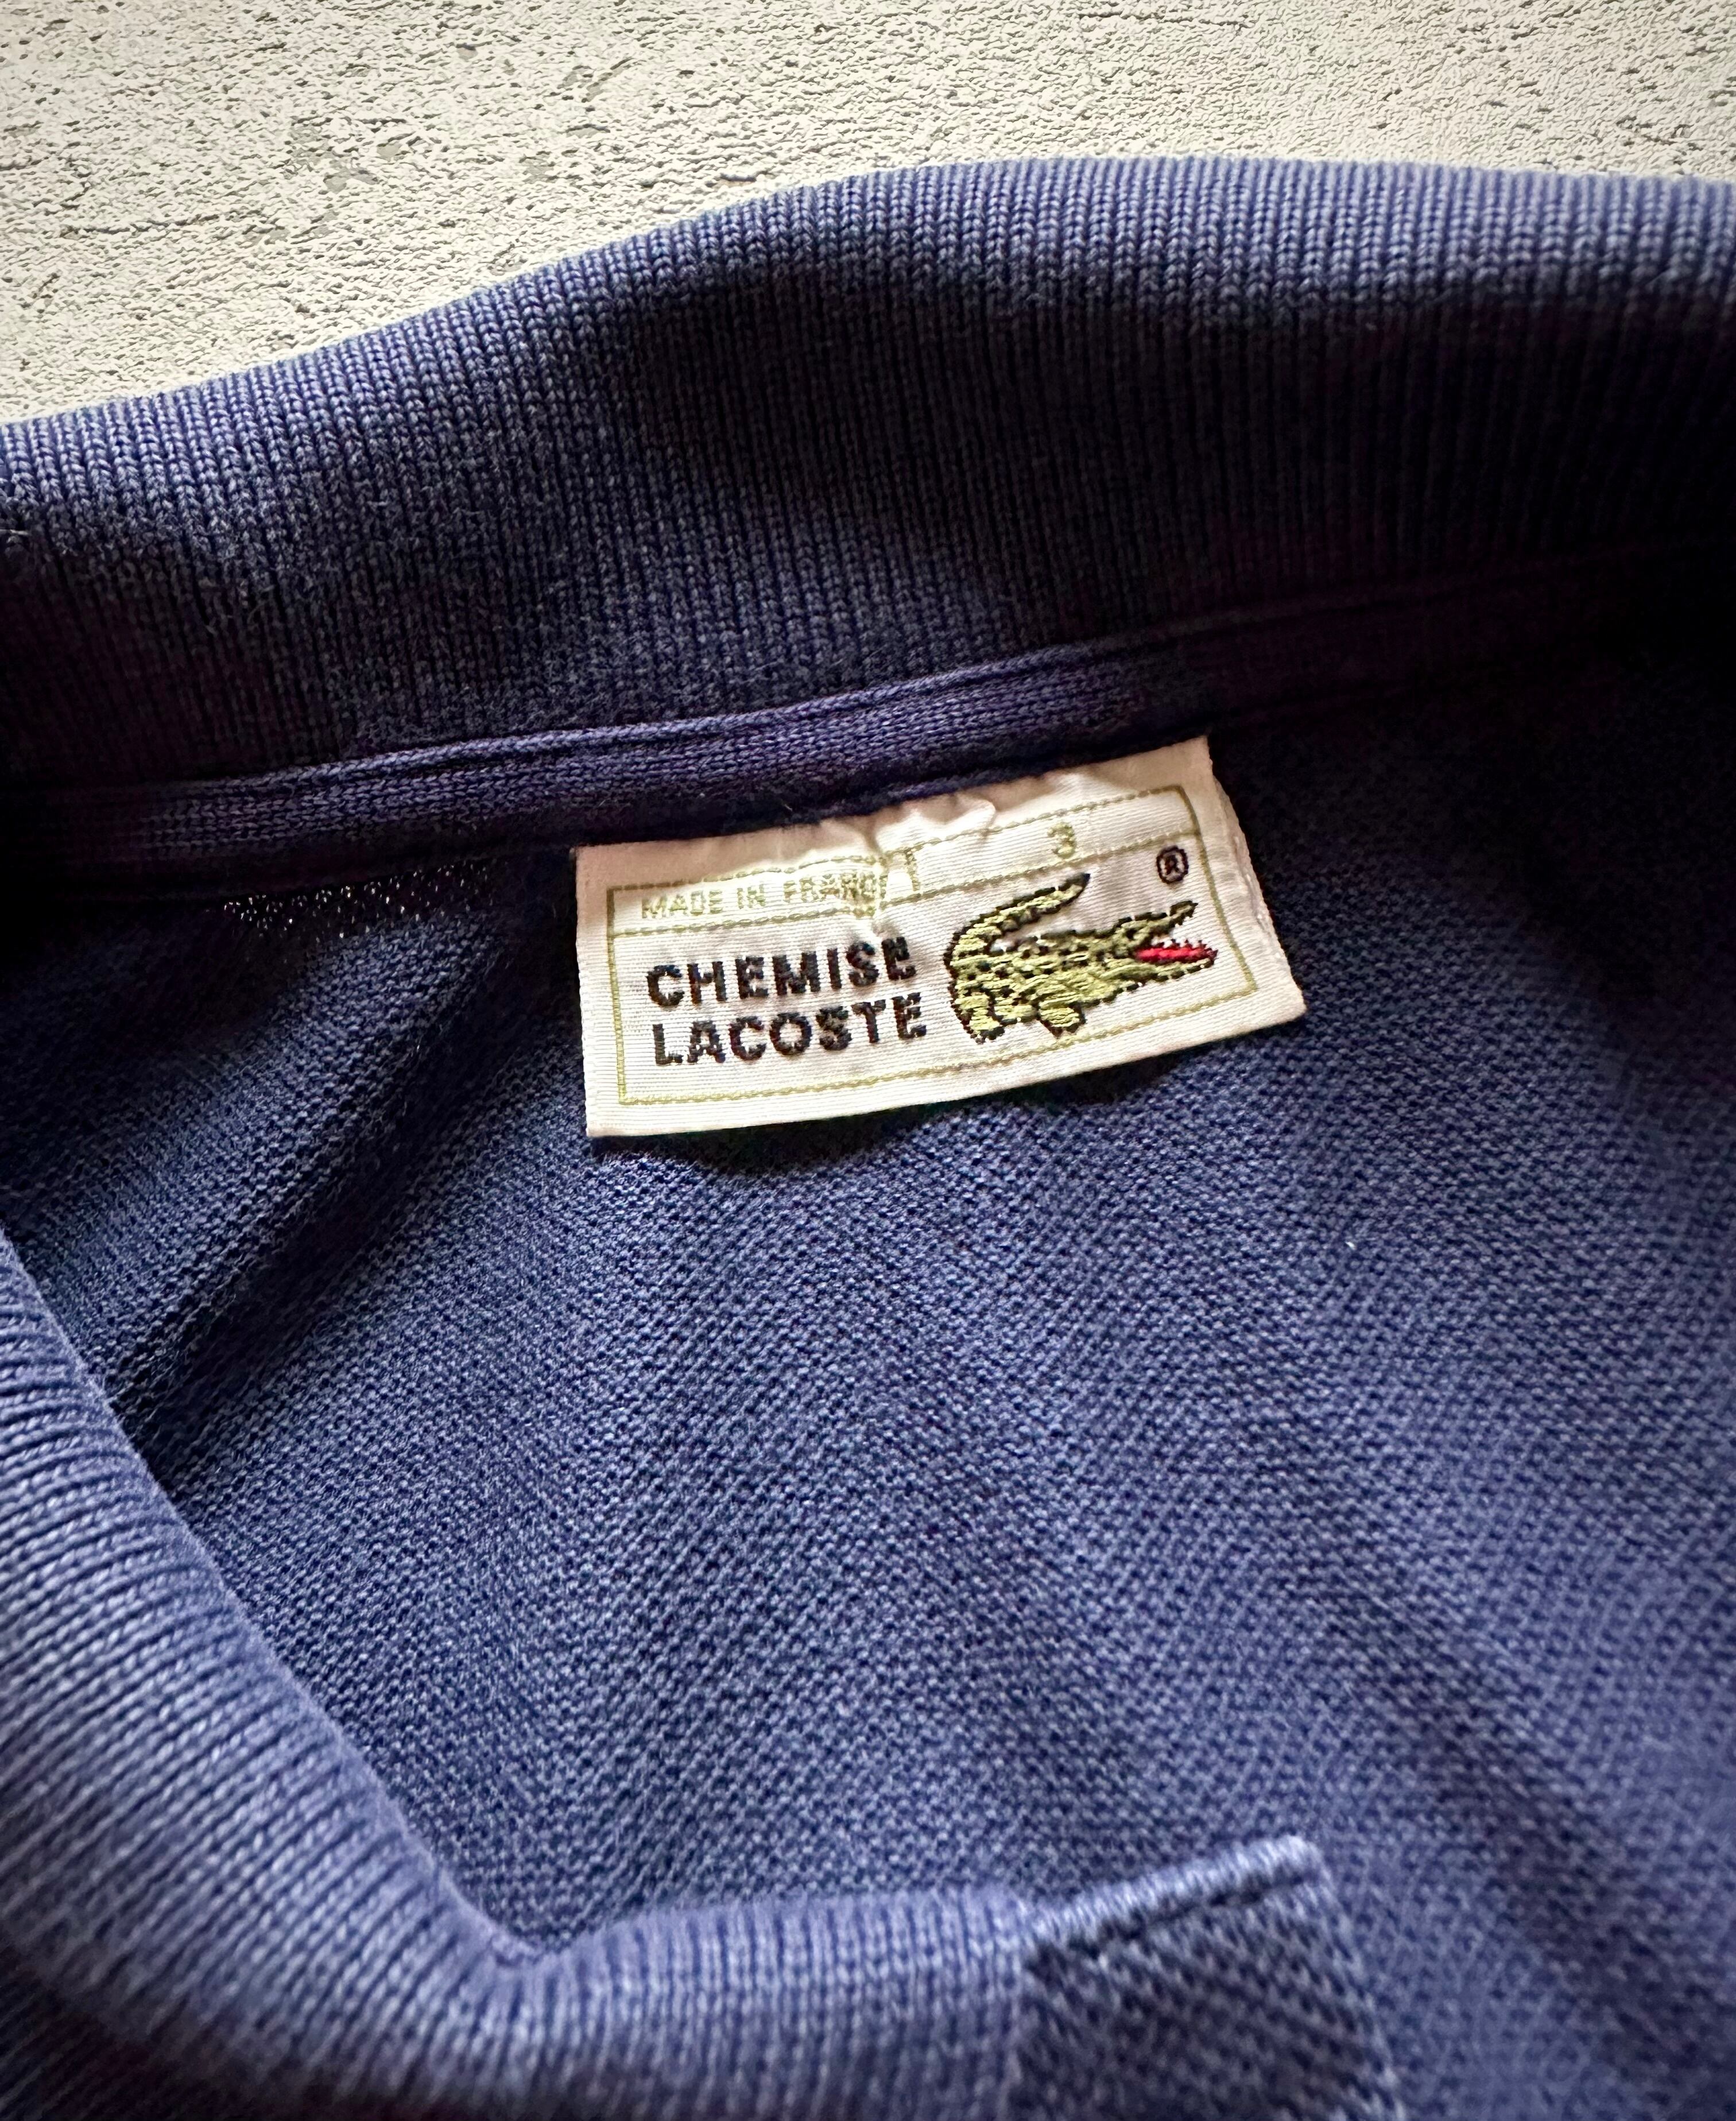 MADE IN FRANCE 3
®
CHEMISE
LACOSTE